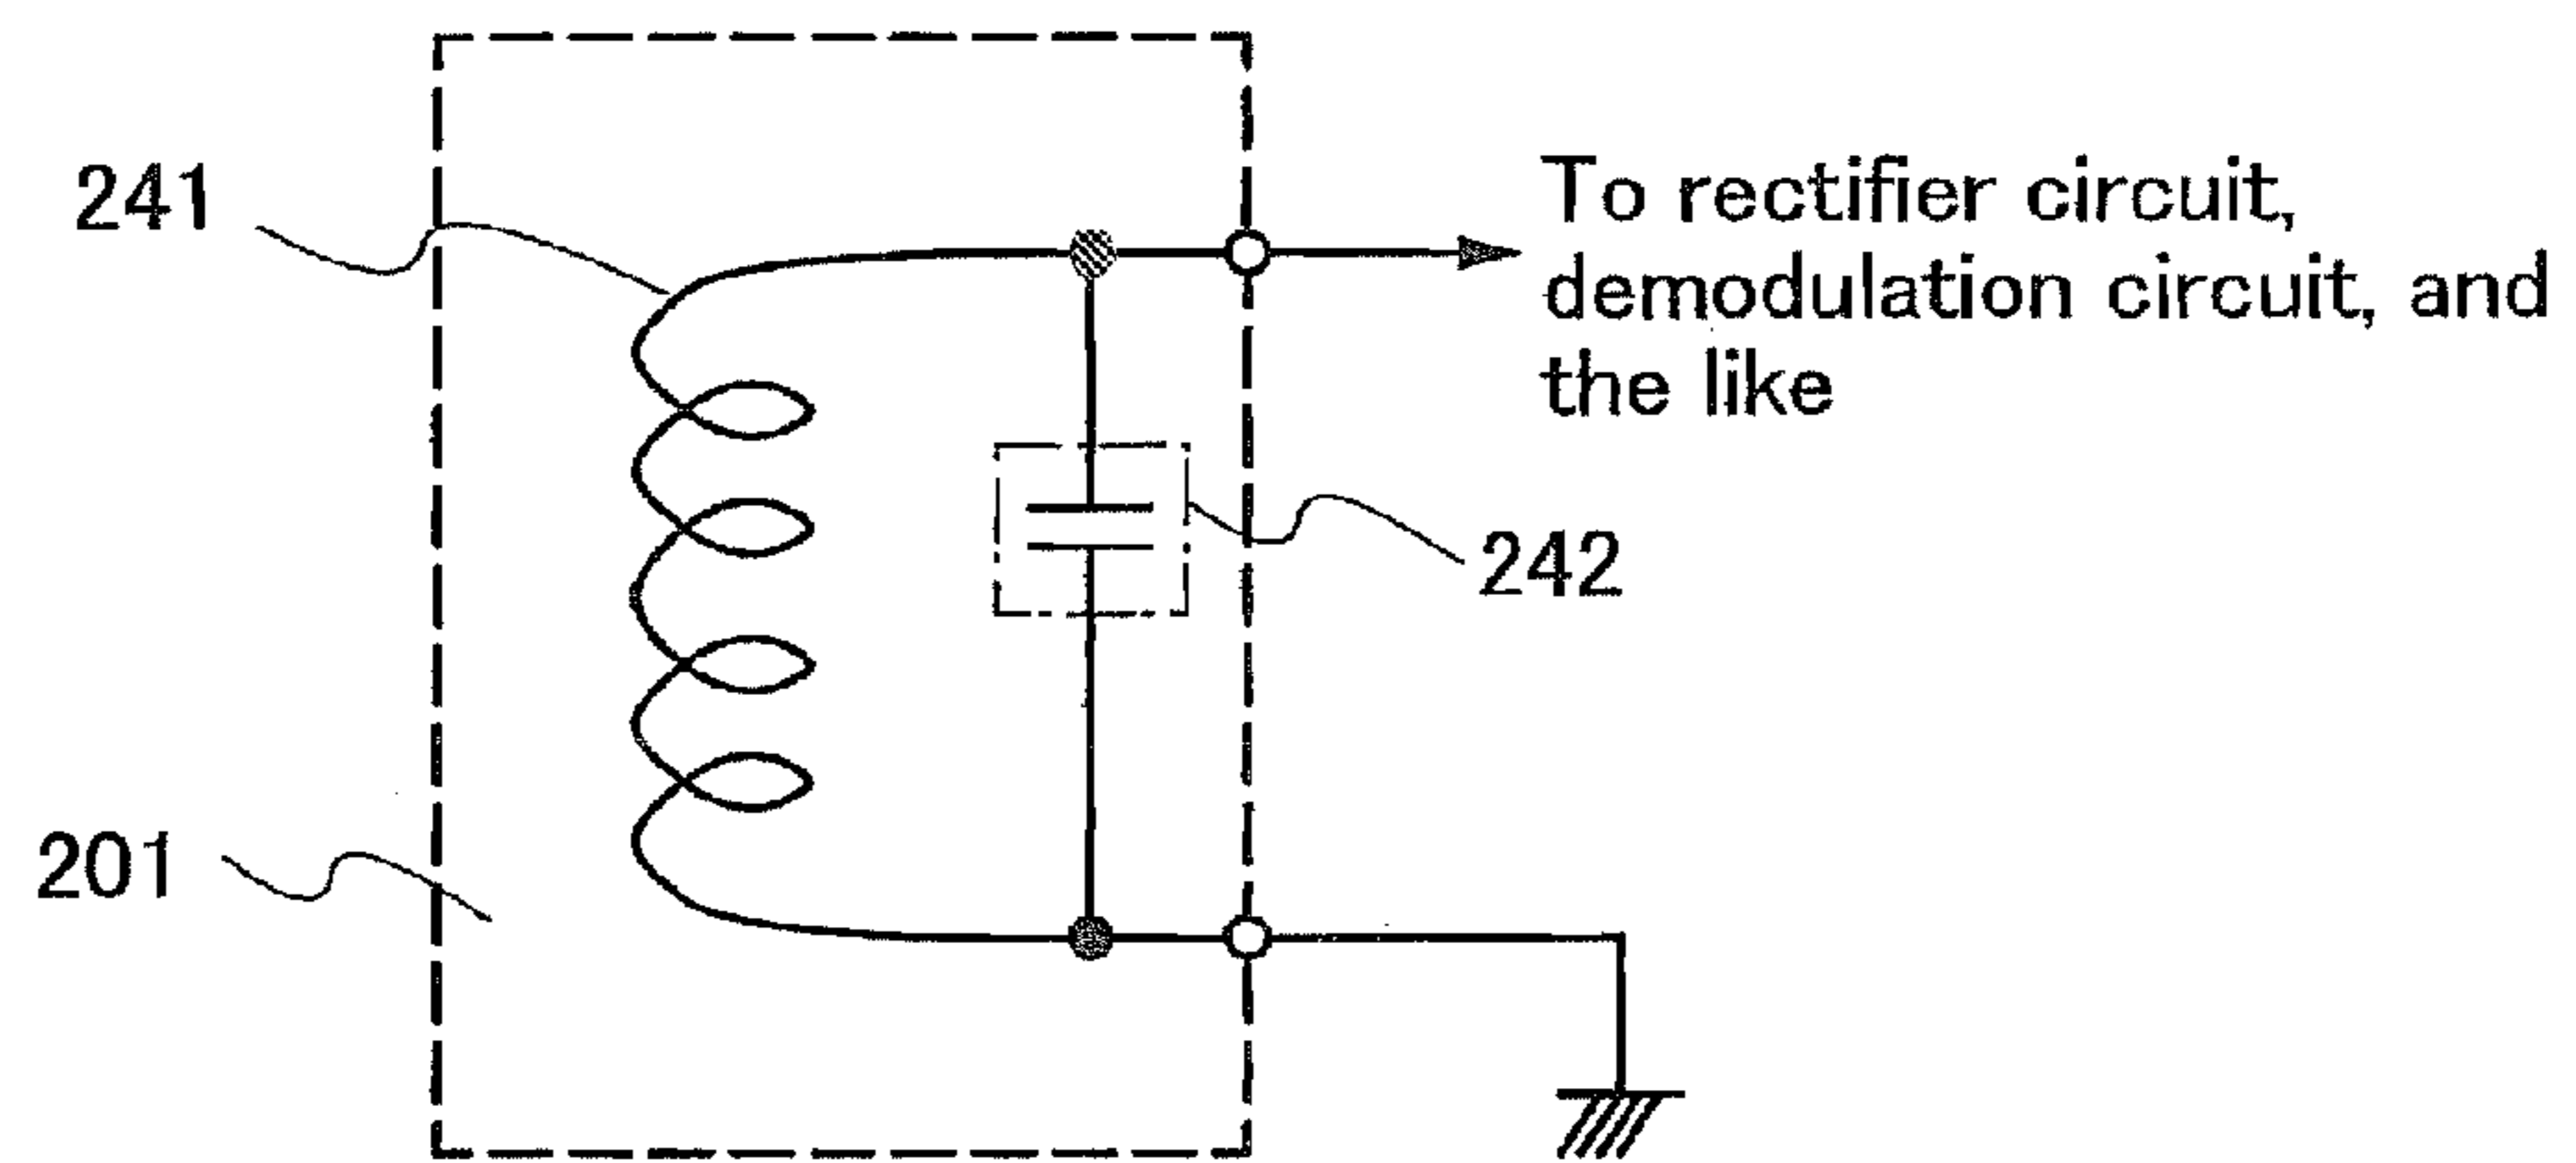 241
To rectifier circuit,
demodulation circuit, and
the like
242
201